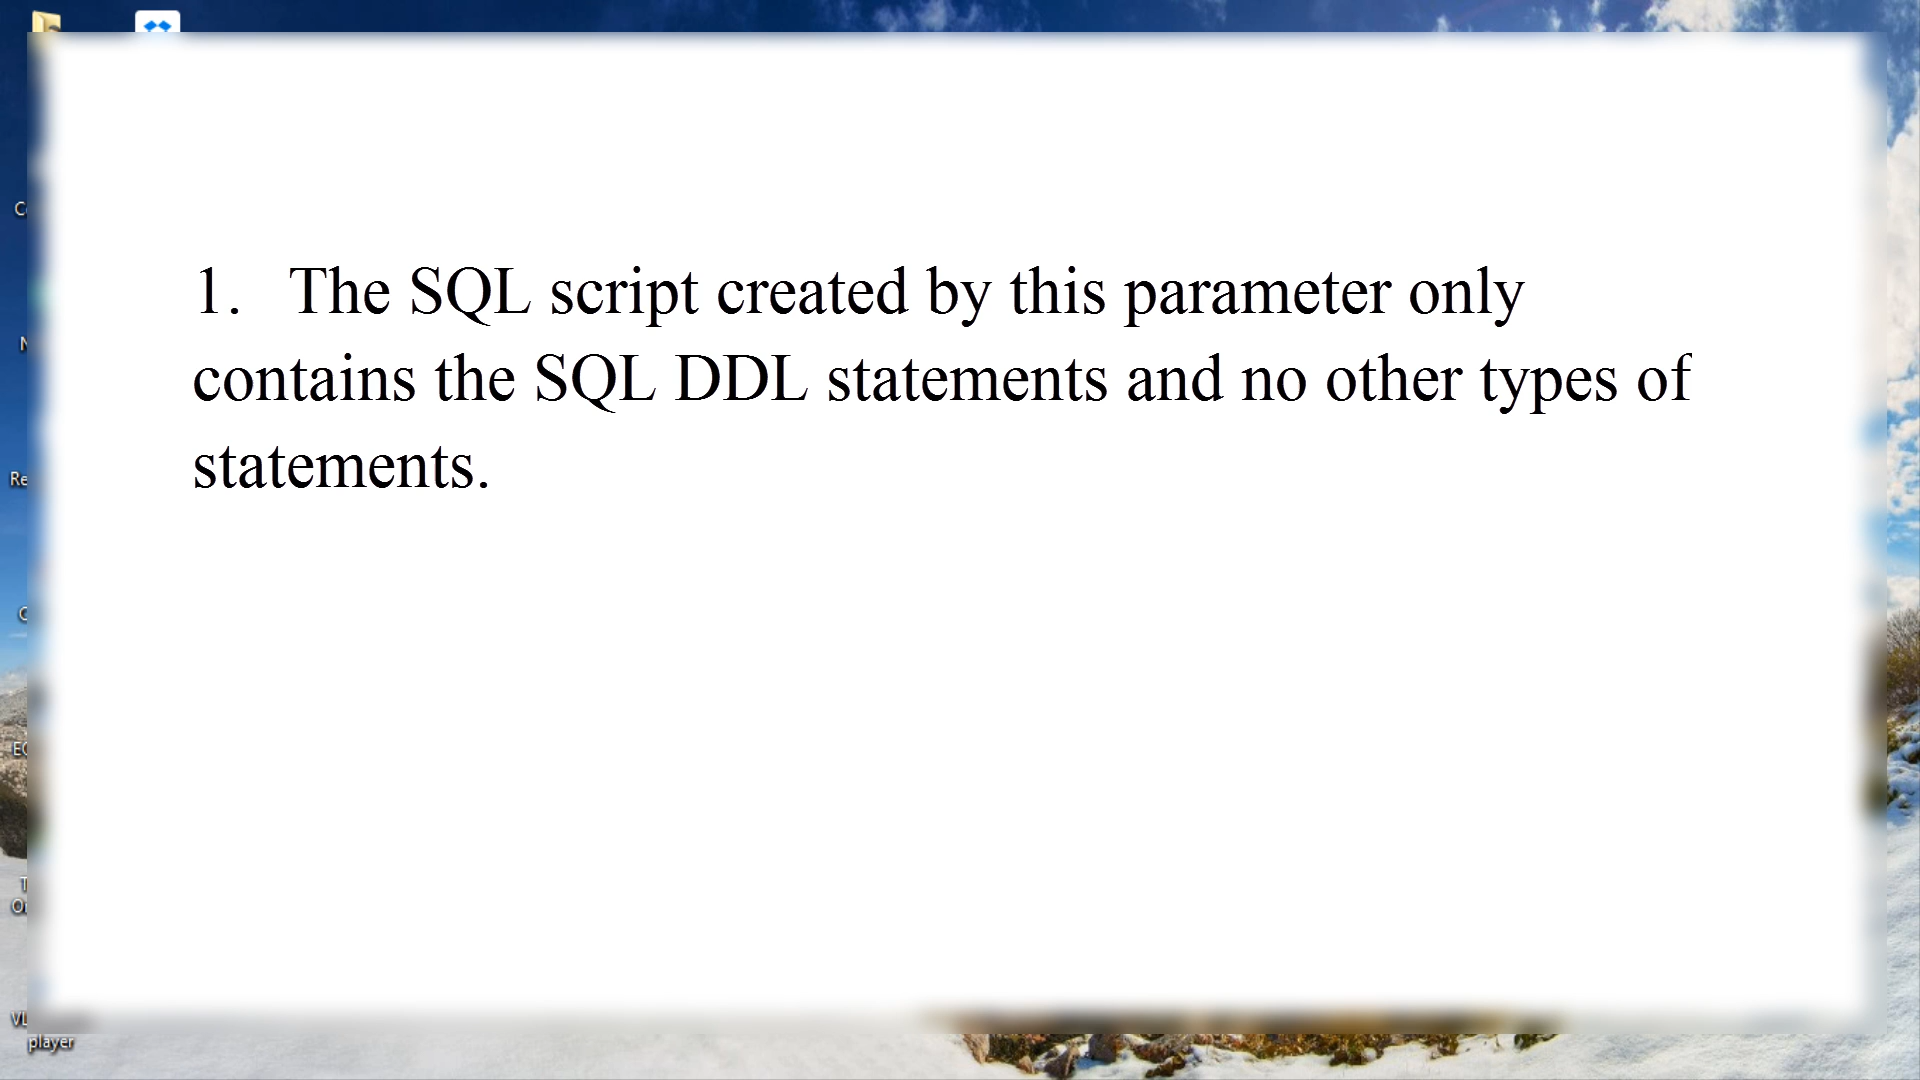 1. The SQL script created by this parameter only
contains the SQL DDL statements and no other types of
statements.
player